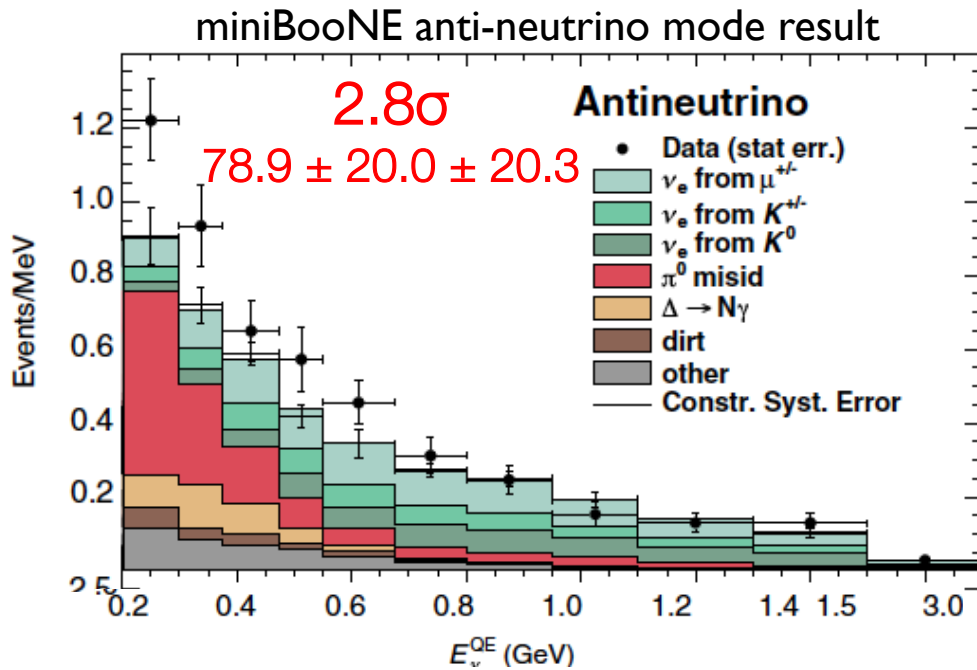 miniBooNE anti-neutrino mode result
2.8σ
78.9 ± 20.0 ± 20.3
Antineutrino
Data (stat err.)
νₑ from μ⁺/⁻
νₑ from K⁺/⁻
νₑ from K⁰
π⁰ misid
Δ → Nγ
dirt
other
Constr. Syst. Error
Events/MeV
1.2
1.0
0.8
0.6
0.4
0.2
0.2 0.4 0.6 0.8 1.0 1.2 1.4 1.5 3.0
E_ν^QE (GeV)